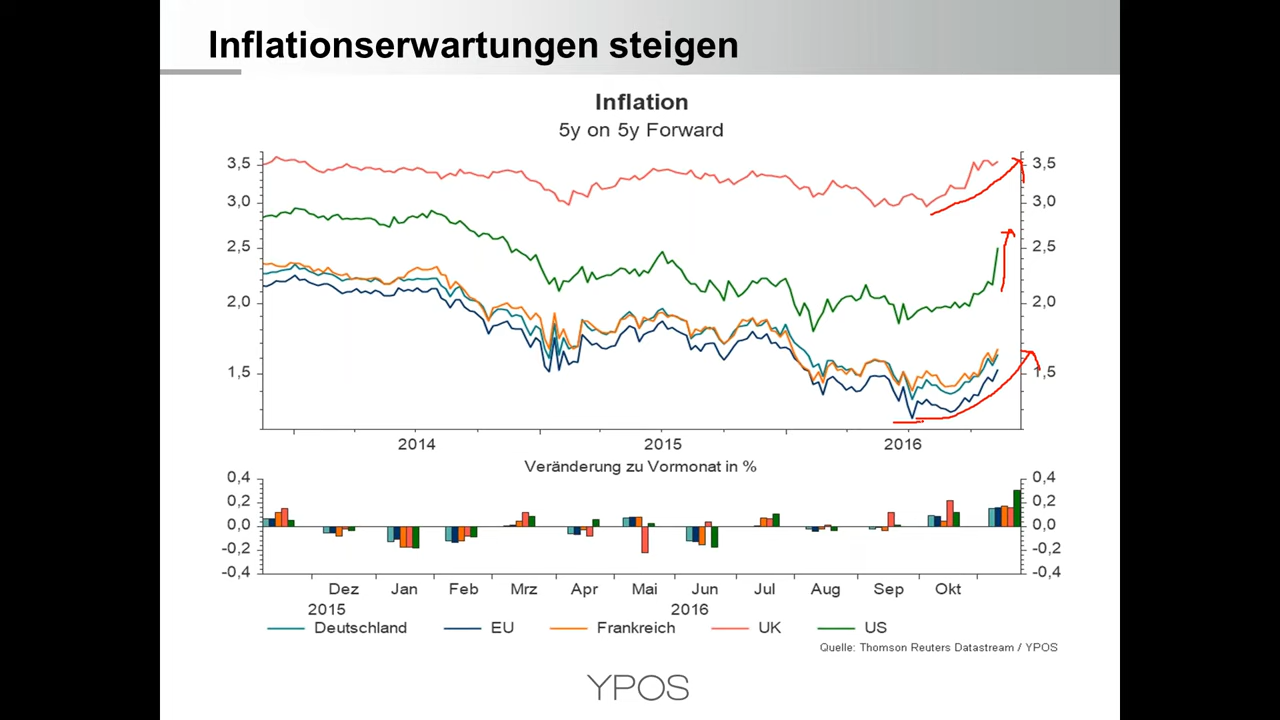 Inflationserwartungen steigen
Inflation
5y on 5y Forward
3,5 3,5
3,0 3,0
2,5 2,5
2,0 2,0
1,5 1,5
2014 2015 2016
Veränderung zu Vormonat in %
0,4 0,4
0,2 0,2
0,0 0,0
-0,2 -0,2
-0,4 -0,4
Dez Jan Feb Mrz Apr Mai Jun Jul Aug Sep Okt
2015 2016
Deutschland EU Frankreich UK US
Quelle: Thomson Reuters Datastream / YPOS
YPOS